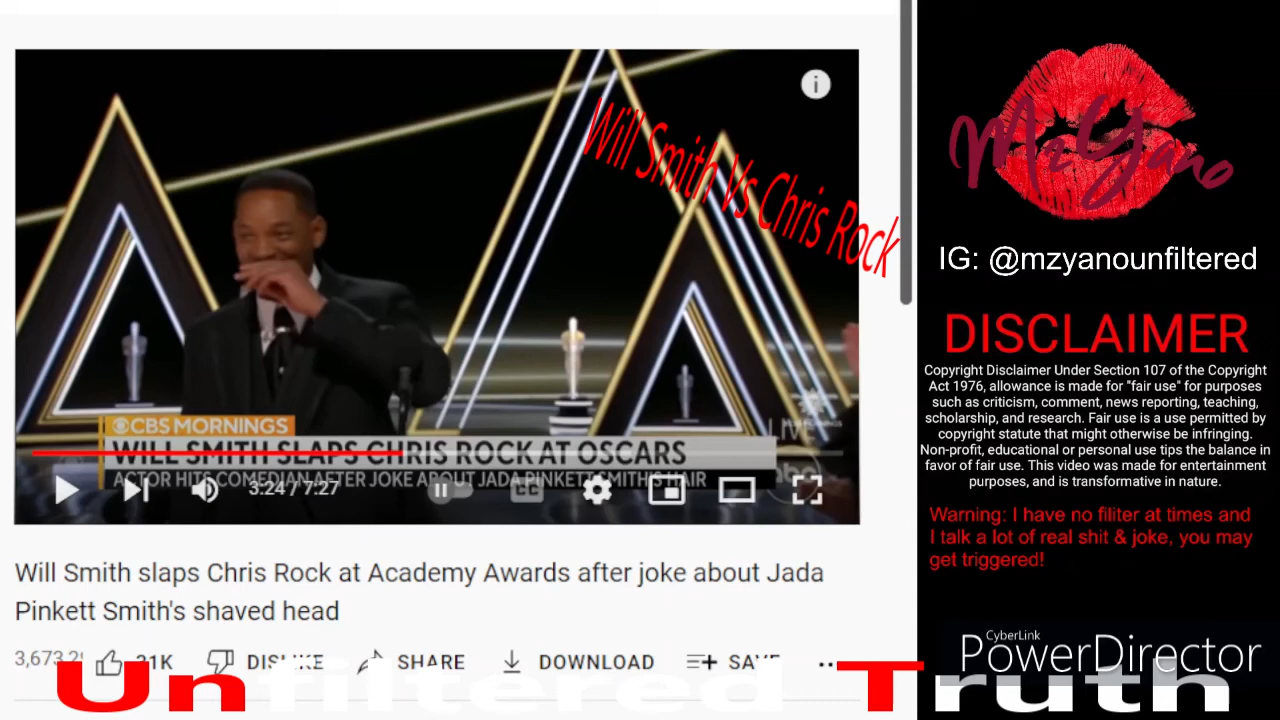 Will Smith Vs Chris Rock
CBS MORNINGS
LIVE
WILL SMITH SLAPS CHRIS ROCK AT OSCARS
abc
ACTOR HITS COMEDIAN AFTER JOKE ABOUT JADA PINKETT SMITH'S HAIR
3:24 / 7:27
CC
Will Smith slaps Chris Rock at Academy Awards after joke about Jada
Pinkett Smith's shaved head
31K DISLIKE SHARE DOWNLOAD SAVE
Unfiltered Truth
MzYano
IG: @mzyanounfiltered
DISCLAIMER
Copyright Disclaimer Under Section 107 of the Copyright
Act 1976, allowance is made for "fair use" for purposes
such as criticism, comment, news reporting, teaching,
scholarship, and research. Fair use is a use permitted by
copyright statute that might otherwise be infringing.
Non-profit, educational or personal use tips the balance in
favor of fair use. This video was made for entertainment
purposes, and is transformative in nature.
Warning: I have no filiter at times and
I talk a lot of real shit & joke, you may
get triggered!
CyberLink
PowerDirector